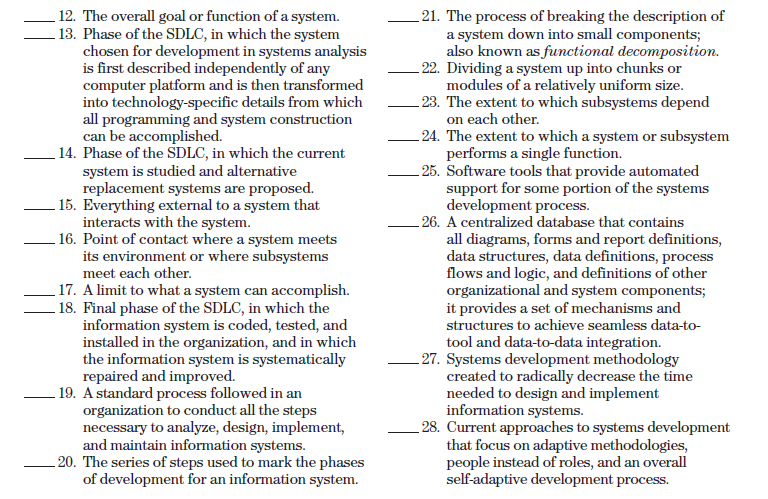 ____ 12. The overall goal or function of a system.
____ 13. Phase of the SDLC, in which the system
chosen for development in systems analysis
is first described independently of any
computer platform and is then transformed
into technology-specific details from which
all programming and system construction
can be accomplished.
____ 14. Phase of the SDLC, in which the current
system is studied and alternative
replacement systems are proposed.
____ 15. Everything external to a system that
interacts with the system.
____ 16. Point of contact where a system meets
its environment or where subsystems
meet each other.
____ 17. A limit to what a system can accomplish.
____ 18. Final phase of the SDLC, in which the
information system is coded, tested, and
installed in the organization, and in which
the information system is systematically
repaired and improved.
____ 19. A standard process followed in an
organization to conduct all the steps
necessary to analyze, design, implement,
and maintain information systems.
____ 20. The series of steps used to mark the phases
of development for an information system.
____ 21. The process of breaking the description of
a system down into small components;
also known as functional decomposition.
____ 22. Dividing a system up into chunks or
modules of a relatively uniform size.
____ 23. The extent to which subsystems depend
on each other.
____ 24. The extent to which a system or subsystem
performs a single function.
____ 25. Software tools that provide automated
support for some portion of the systems
development process.
____ 26. A centralized database that contains
all diagrams, forms and report definitions,
data structures, data definitions, process
flows and logic, and definitions of other
organizational and system components;
it provides a set of mechanisms and
structures to achieve seamless data-to-
tool and data-to-data integration.
____ 27. Systems development methodology
created to radically decrease the time
needed to design and implement
information systems.
____ 28. Current approaches to systems development
that focus on adaptive methodologies,
people instead of roles, and an overall
self-adaptive development process.